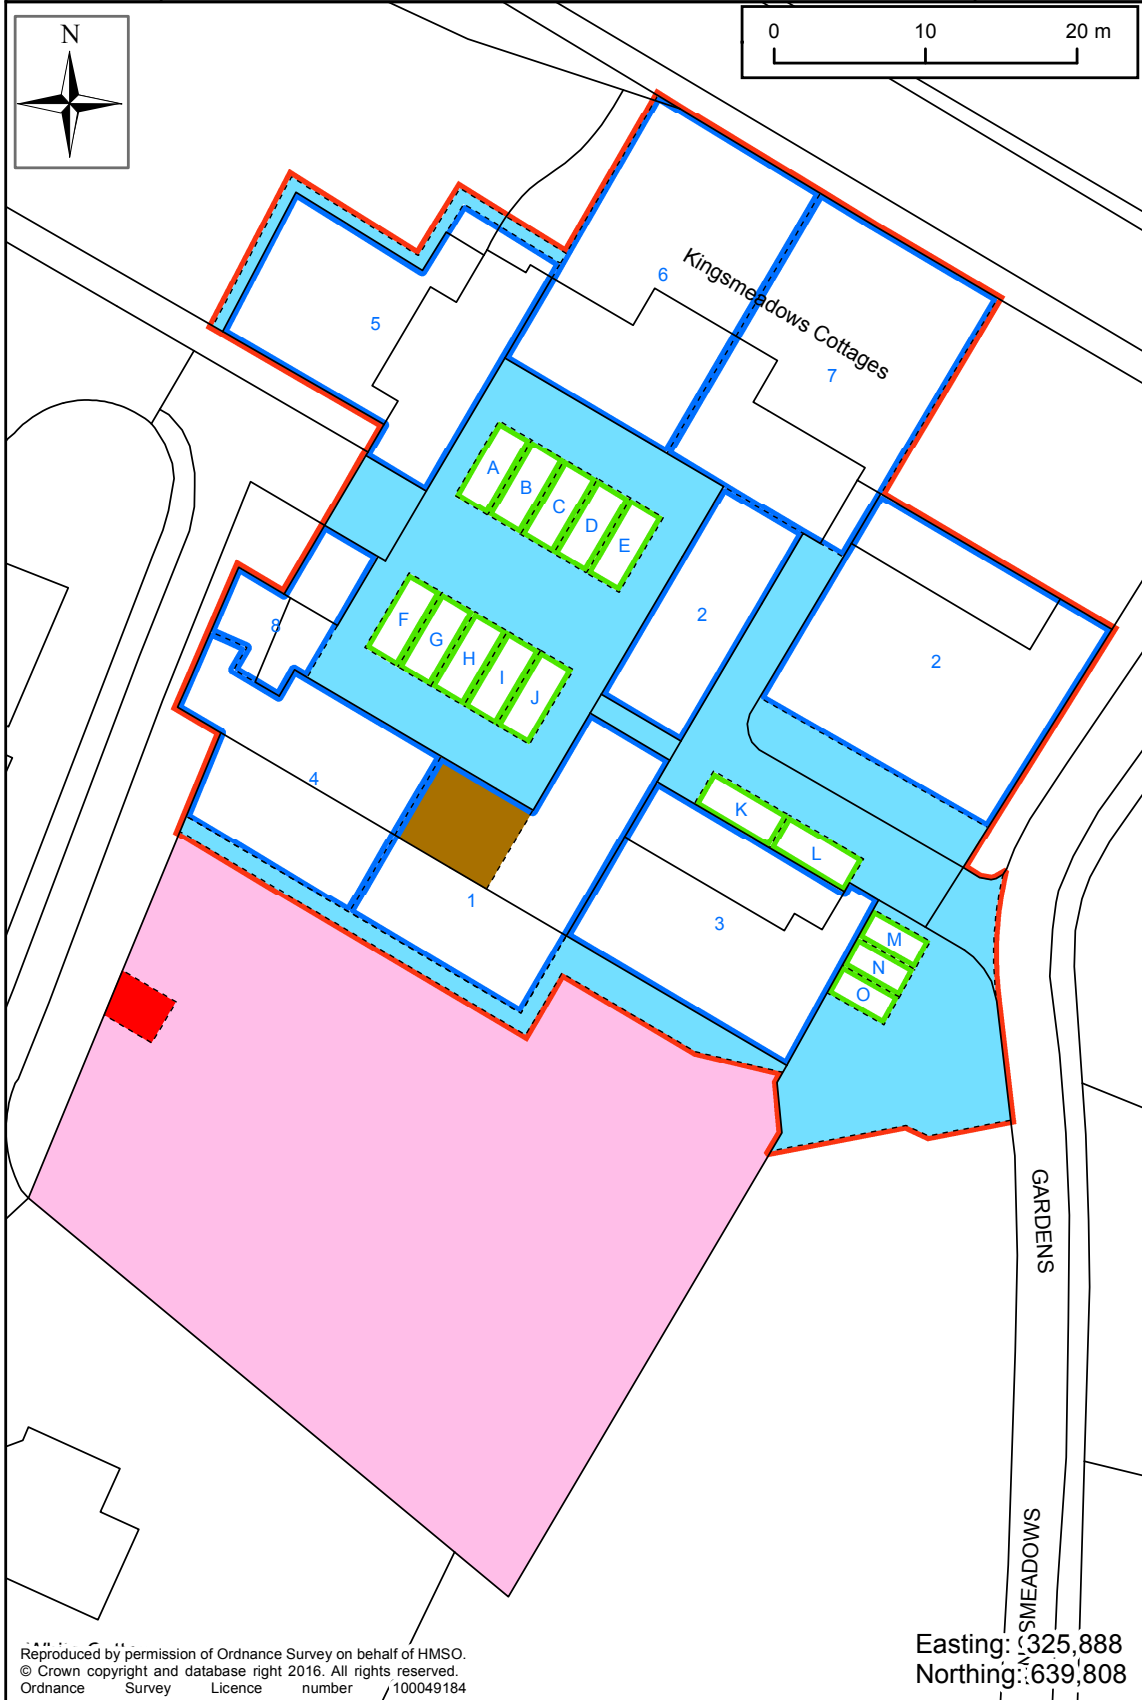 N
0 10 20 m
Kingsmeadows Cottages
6
5
7
A
B
C
D
E
2
2
F
G
H
I
J
8
4
K
L
1
3
M
N
O
GARDENS
SMEADOWS
Reproduced by permission of Ordnance Survey on behalf of HMSO.
© Crown copyright and database right 2016. All rights reserved.
Ordnance Survey Licence number 100049184
Easting: 325,888
Northing: 639,808